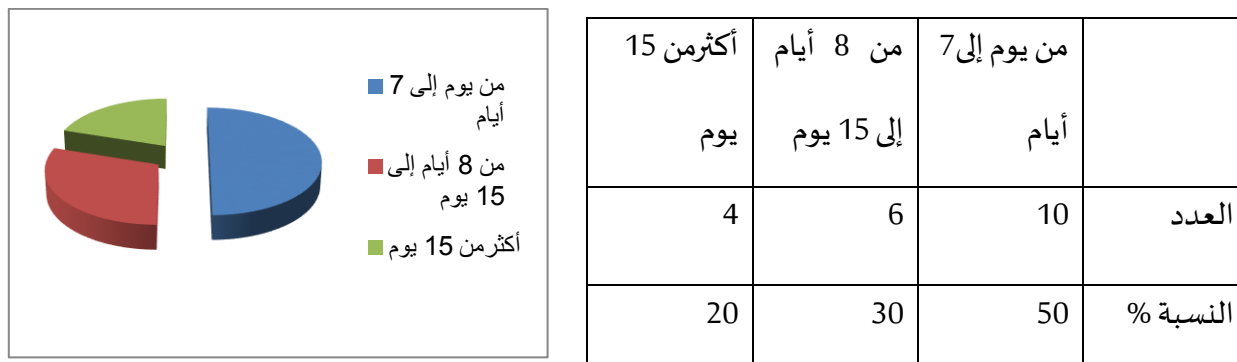 من يوم إلى 7
أيام
من 8 أيام إلى
15 يوم
أكثرمن 15 يوم
من يوم إلى7 أيام	من 8 أيام إلى 15 يوم	أكثرمن 15 يوم
العدد	10	6	4
النسبة %	50	30	20